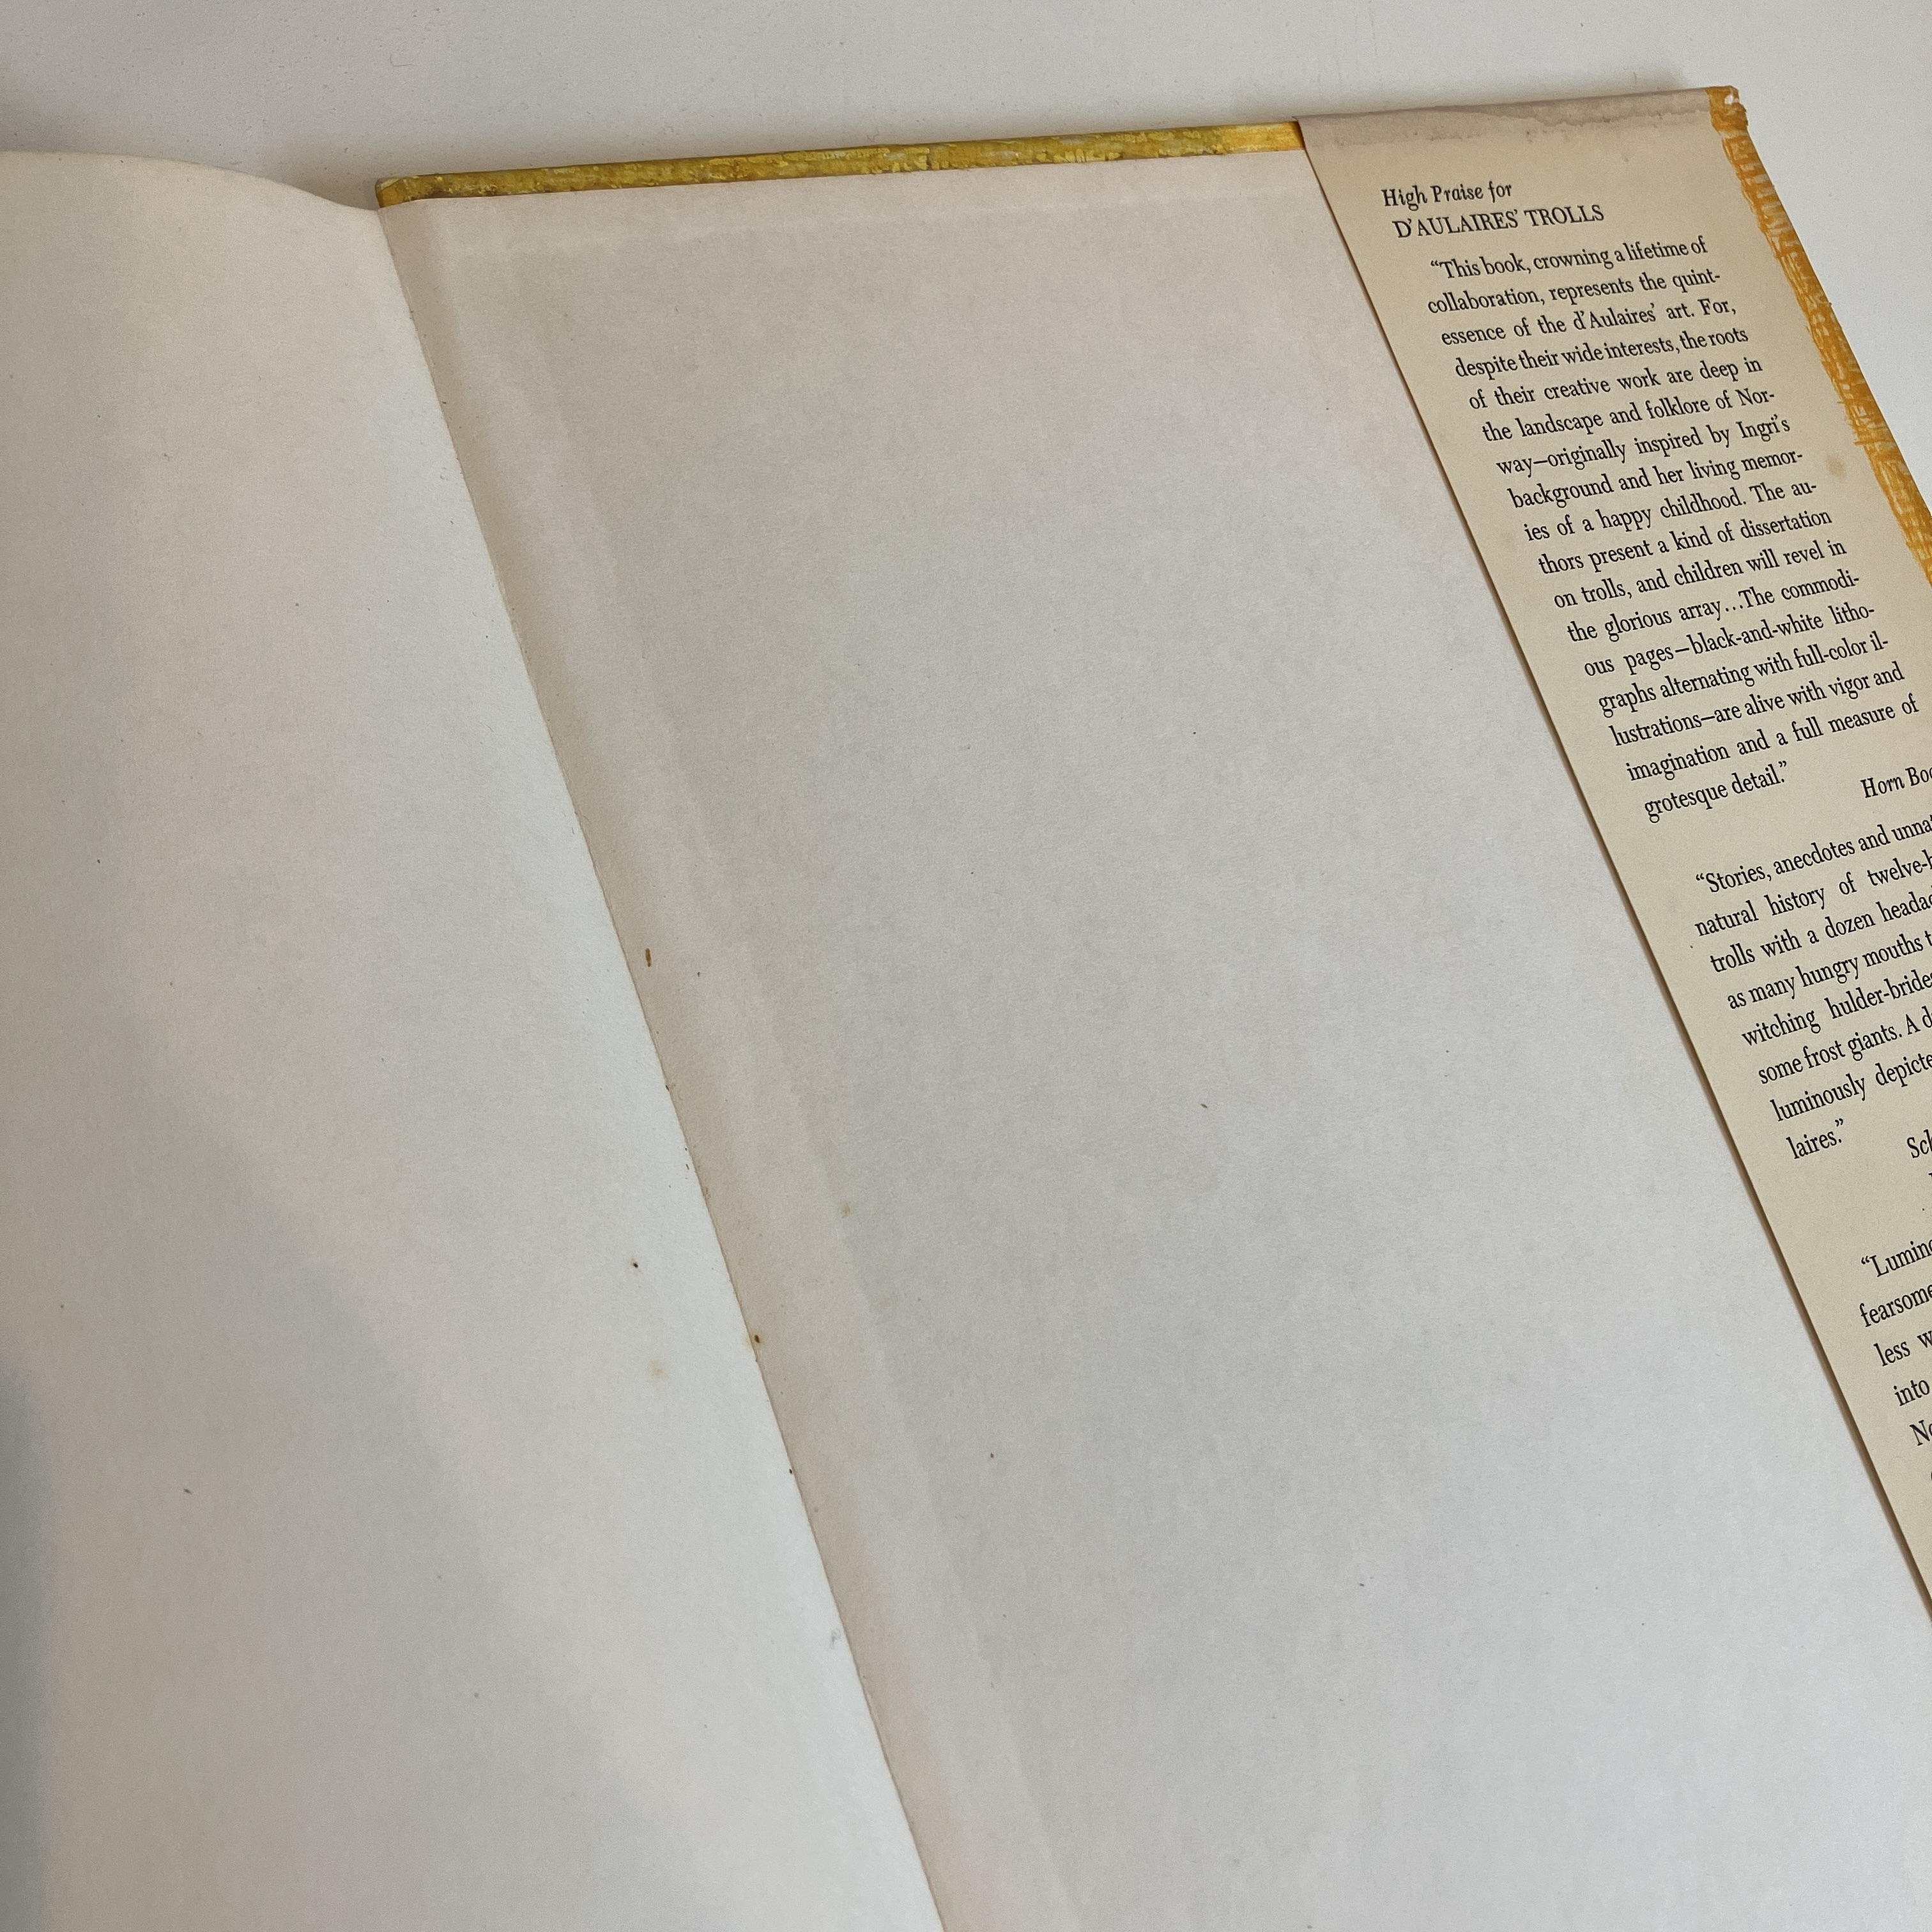 High Praise for
D'AULAIRES' TROLLS
“This book, crowning a lifetime of
collaboration, represents the quint-
essence of the d'Aulaires' art. For,
despite their wide interests, the roots
of their creative work are deep in
the landscape and folklore of Nor-
way—originally inspired by Ingri's
background and her living memor-
ies of a happy childhood. The au-
thors present a kind of dissertation
on trolls, and children will revel in
the glorious array...The commodi-
ous pages—black-and-white litho-
graphs alternating with full-color il-
lustrations—are alive with vigor and
imagination and a full measure of
grotesque detail.”
Horn
“Stories, anecdotes and
natural history of
trolls with a dozen
as many hungry mouths
witching
some frost giants. A
luminously
laires.”
fearsome
less
into